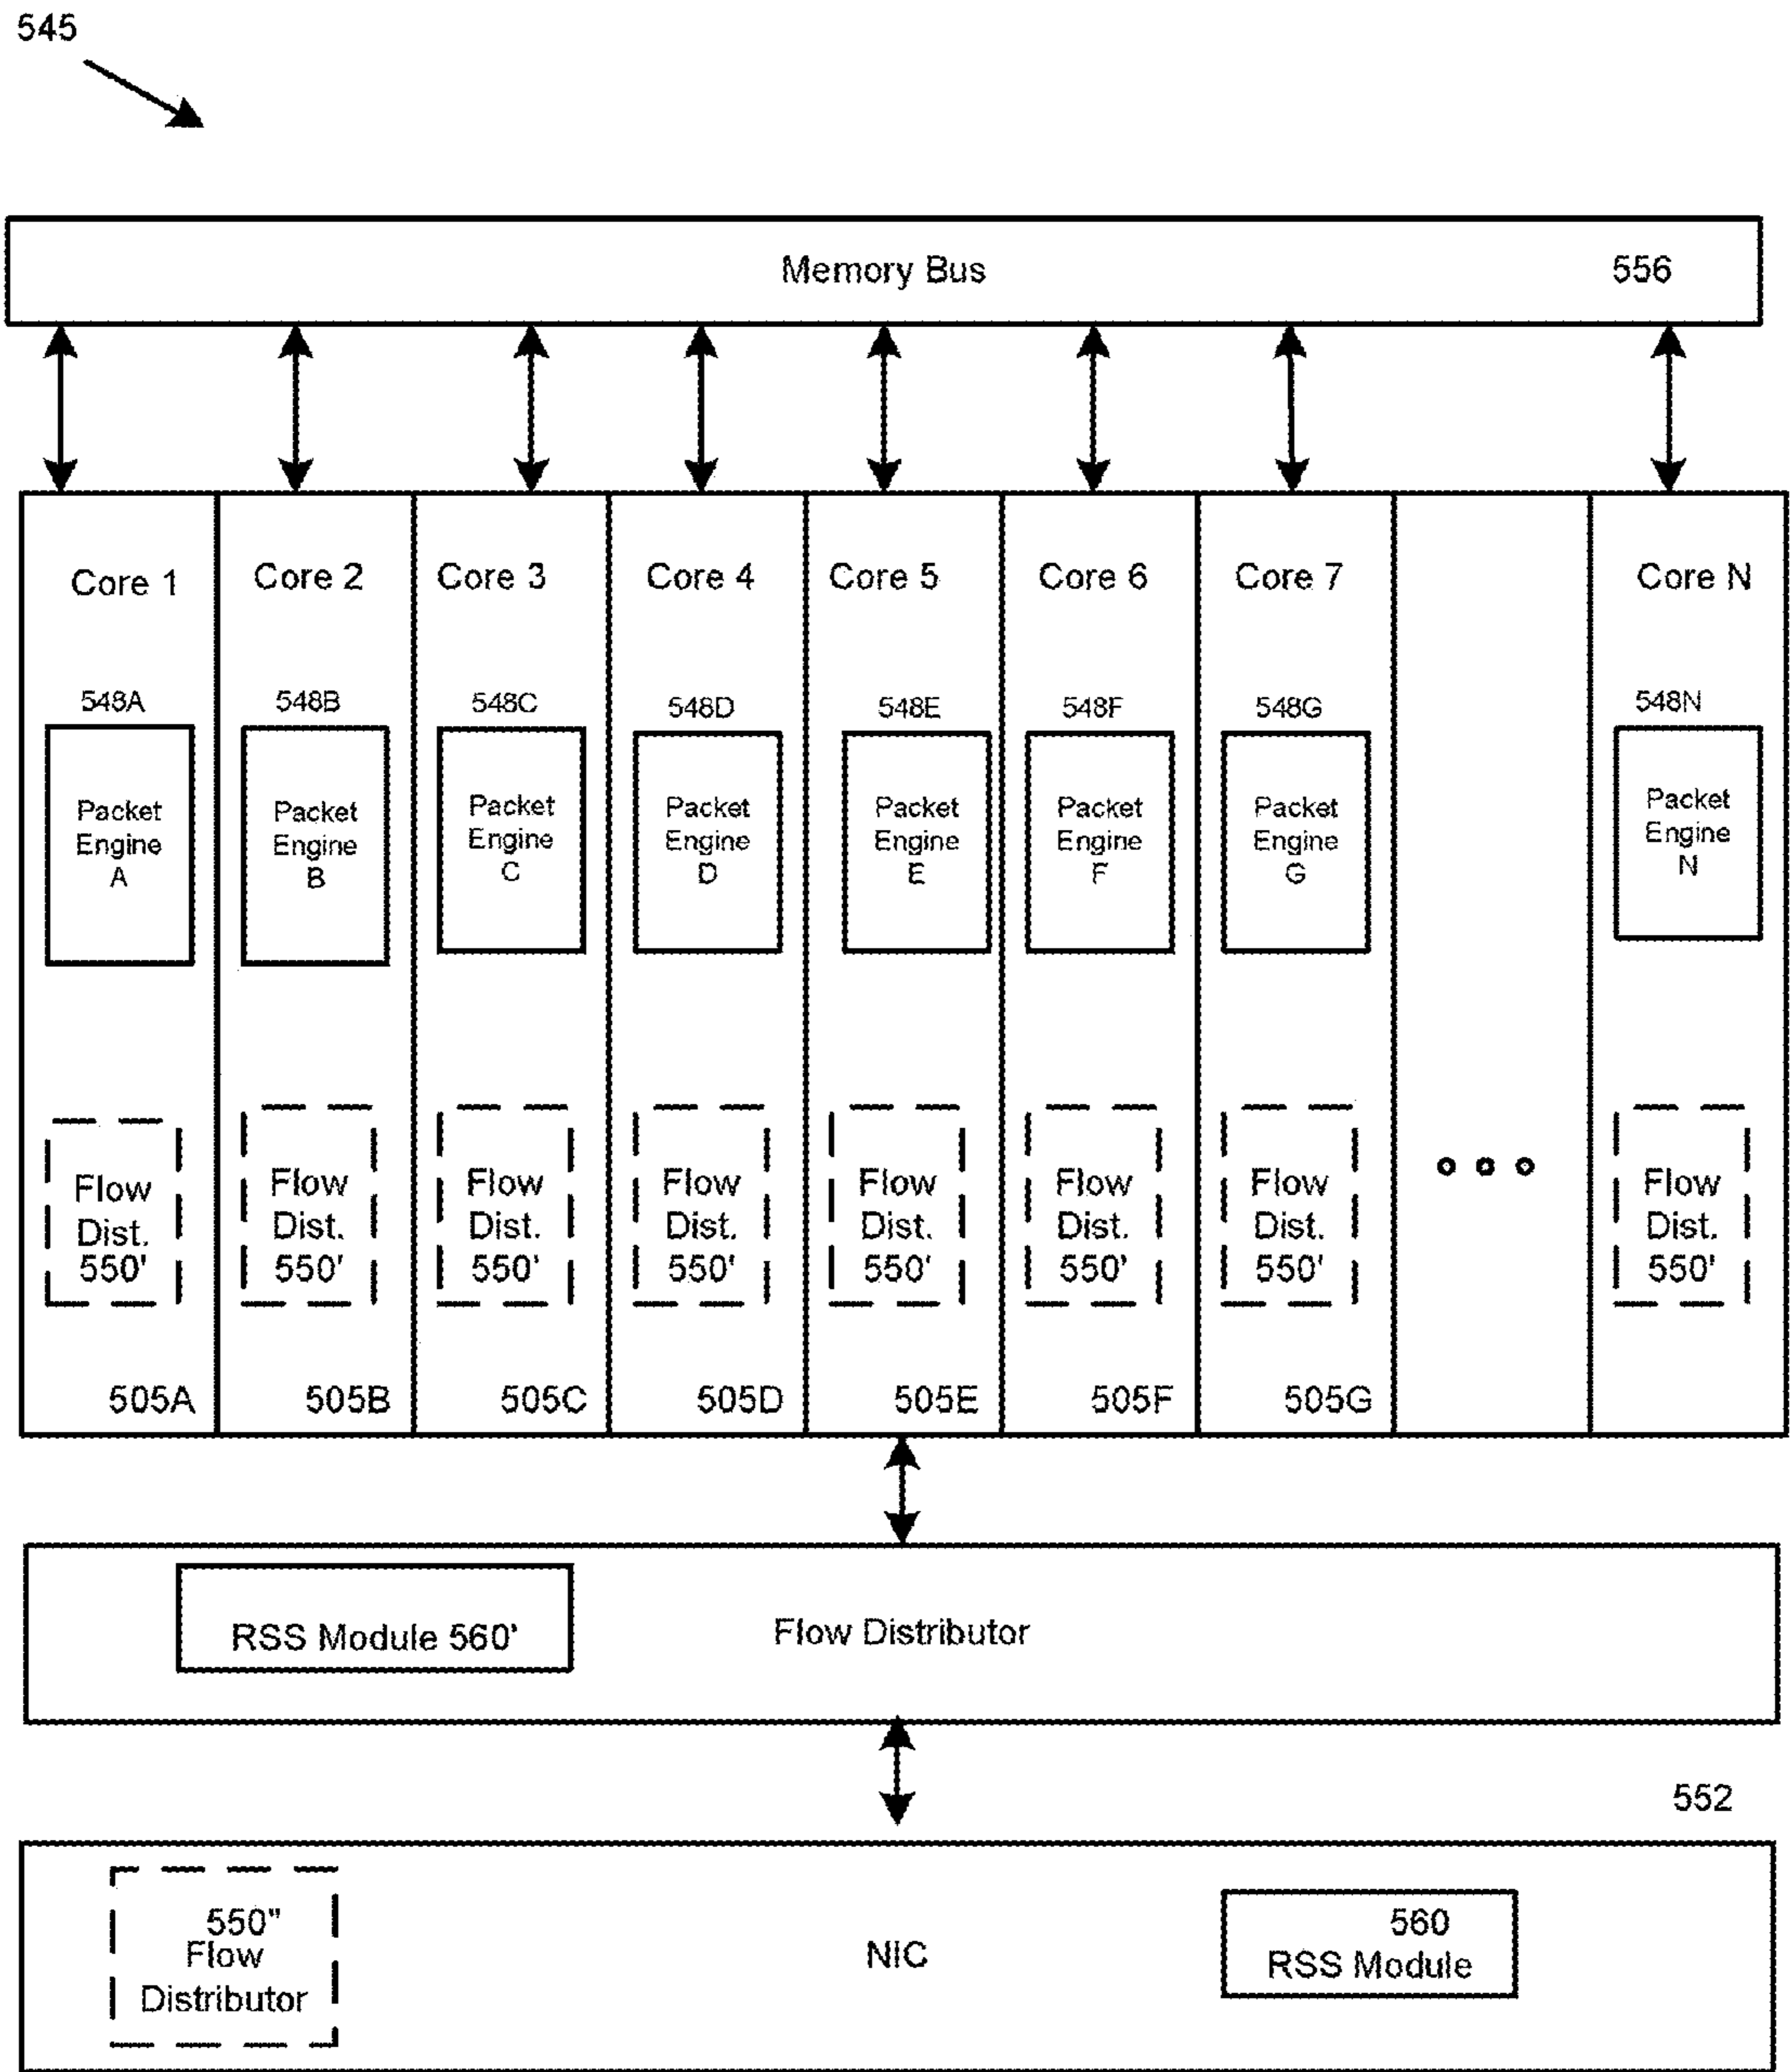 545
Memory Bus 556
Core 1 Core 2 Core 3 Core 4 Core 5 Core 6 Core 7 Core N
548A 548B 548C 548D 548E 548F 548G 548N
Packet Packet Packet Packet Packet Packet Packet Packet
Engine Engine Engine Engine Engine Engine Engine Engine
A B C D E F G N
Flow Flow Flow Flow Flow Flow Flow Flow
Dist. Dist. Dist. Dist. Dist. Dist. Dist. Dist.
550' 550' 550' 550' 550' 550' 550' 550'
505A 505B 505C 505D 505E 505F 505G
RSS Module 560' Flow Distributor
552
550"
Flow
Distributor
NIC
560
RSS Module